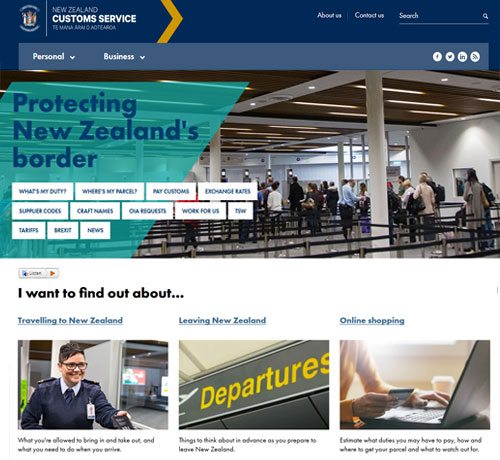 NEW ZEALAND
CUSTOMS SERVICE
TE MANA ĀRAI O AOTEAROA
About us
Contact us
Search
Personal
Business
Protecting
New Zealand's
border
WHAT'S MY DUTY?
WHERE'S MY PARCEL?
PAY CUSTOMS
EXCHANGE RATES
SUPPLIER CODES
CRAFT NAMES
OIA REQUESTS
WORK FOR US
TSW
TARIFFS
BREXIT
NEWS
Listen
I want to find out about...
Travelling to New Zealand
Leaving New Zealand
Online shopping
Departures
What you're allowed to bring in and take out, and
what you need to do when you arrive.
Things to think about in advance as you prepare to
leave New Zealand.
Estimate what duties you may have to pay, how and
where to get your parcel and what to watch out for.